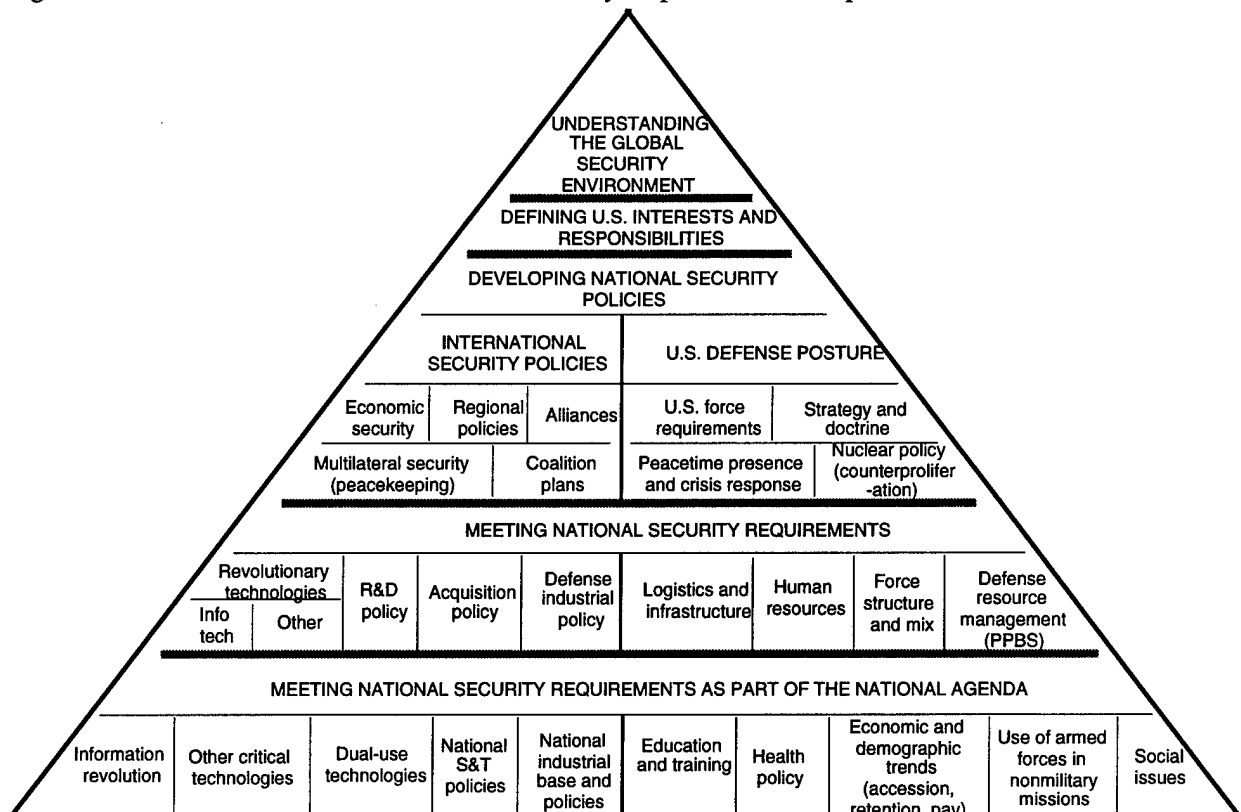 UNDERSTANDING
THE GLOBAL
SECURITY
ENVIRONMENT
DEFINING U.S. INTERESTS AND
RESPONSIBILITIES
DEVELOPING NATIONAL SECURITY
POLICIES
INTERNATIONAL
SECURITY POLICIES
U.S. DEFENSE POSTURE
Economic
security
Regional
policies
Alliances
U.S. force
requirements
Strategy and
doctrine
Multilateral security
(peacekeeping)
Coalition
plans
Peacetime presence
and crisis response
Nuclear policy
(counterprolifer
-ation)
MEETING NATIONAL SECURITY REQUIREMENTS
Revolutionary
technologies
Info
tech
Other
R&D
policy
Acquisition
policy
Defense
industrial
policy
Logistics and
infrastructure
Human
resources
Force
structure
and mix
Defense
resource
management
(PPBS)
MEETING NATIONAL SECURITY REQUIREMENTS AS PART OF THE NATIONAL AGENDA
Information
revolution
Other critical
technologies
Dual-use
technologies
National
S&T
policies
National
industrial
base and
policies
Education
and training
Health
policy
Economic and
demographic
trends
(accession,
retention, pay)
Use of armed
forces in
nonmilitary
missions
Social
issues